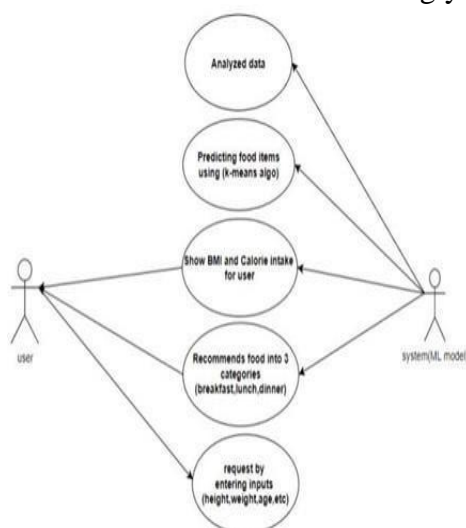 Analyzed data
Predicting food items
using (k-means algo)
Show BMI and Calorie intake
for user
user
system(ML model
Recommends food into 3
categories
(breakfast,lunch,dinner)
request by
entering inputs
(height,weight,age,etc)